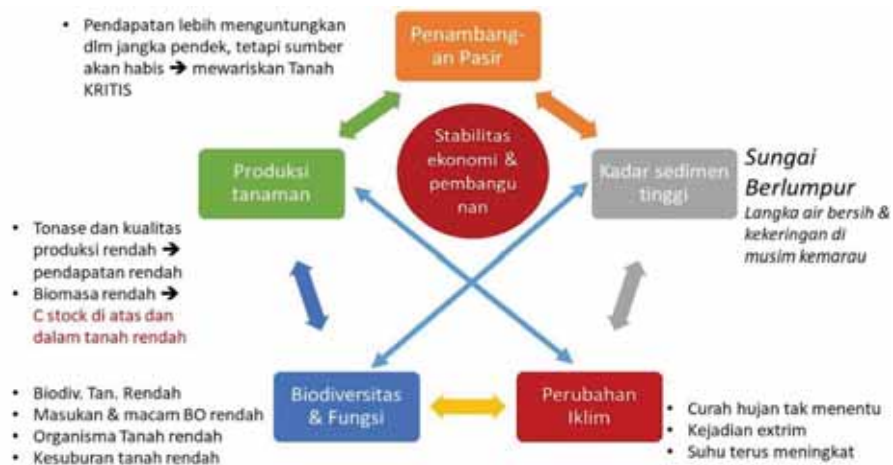 • Pendapatan lebih menguntungkan
dlm jangka pendek, tetapi sumber
akan habis ➔ mewariskan Tanah
KRITIS
Penambang-
an Pasir
Stabilitas
ekonomi &
pembangu
nan
Produksi
tanaman
Kadar sedimen
tinggi
Sungai
Berlumpur
Langka air bersih &
kekeringan di
musim kemarau
• Tonase dan kualitas
produksi rendah ➔
pendapatan rendah
• Biomasa rendah ➔
C stock di atas dan
dalam tanah rendah
Biodiversitas
& Fungsi
Perubahan
Iklim
• Biodiv. Tan. Rendah
• Masukan & macam BO rendah
• Organisma Tanah rendah
• Kesuburan tanah rendah
• Curah hujan tak menentu
• Kejadian extrim
• Suhu terus meningkat